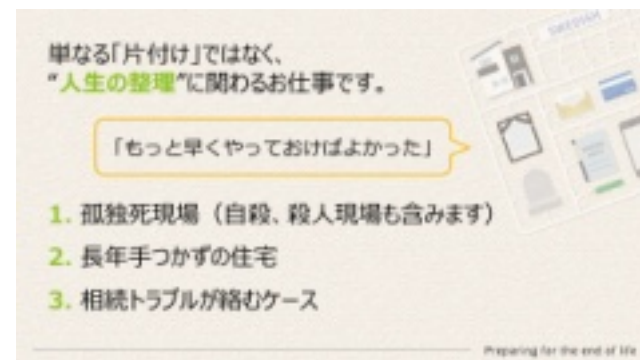 単なる「片付け」ではなく、
“人生の整理”に関わるお仕事です。
「もっと早くやっておけばよかった」
1. 孤独死現場（自殺、殺人現場も含みます）
2. 長年手つかずの住宅
3. 相続トラブルが絡むケース
Preparing for the end of life